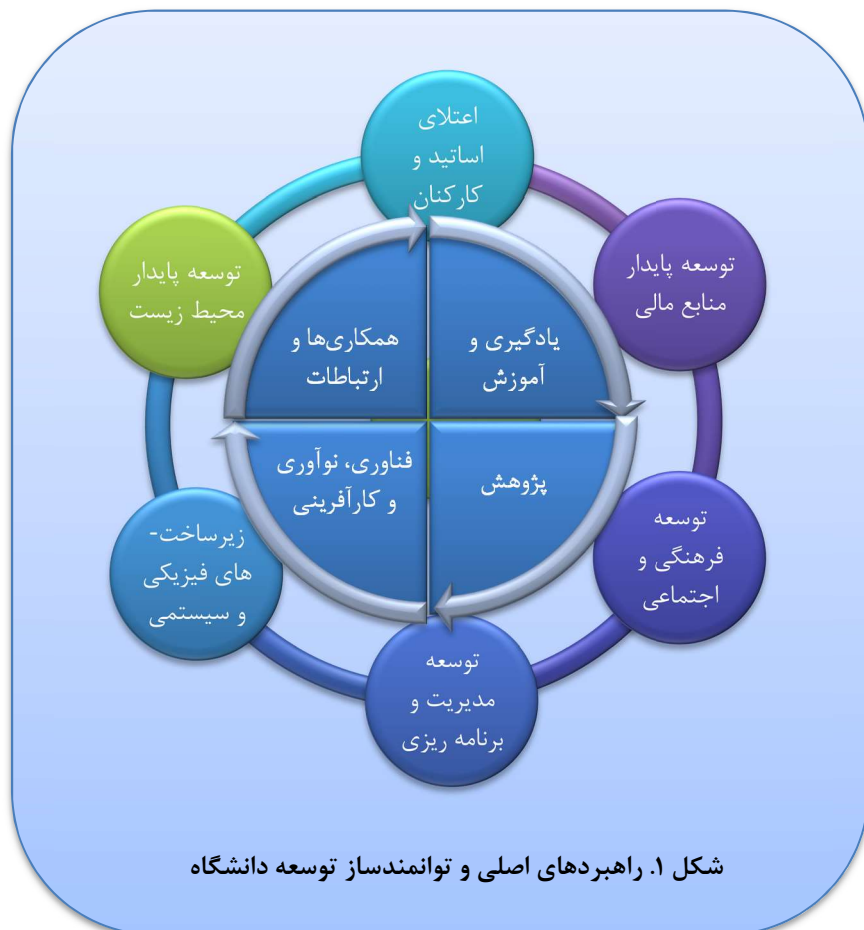 اعتلای
اساتید و
کارکنان
توسعه پایدار
منابع مالی
توسعه
فرهنگی و
اجتماعی
توسعه
مدیریت و
برنامه ریزی
زیرساخت-
های فیزیکی
و سیستمی
توسعه پایدار
محیط زیست
یادگیری و
آموزش
پژوهش
فناوری، نوآوری
و کارآفرینی
همکاری‌ها و
ارتباطات
شکل ۱. راهبردهای اصلی و توانمندساز توسعه دانشگاه